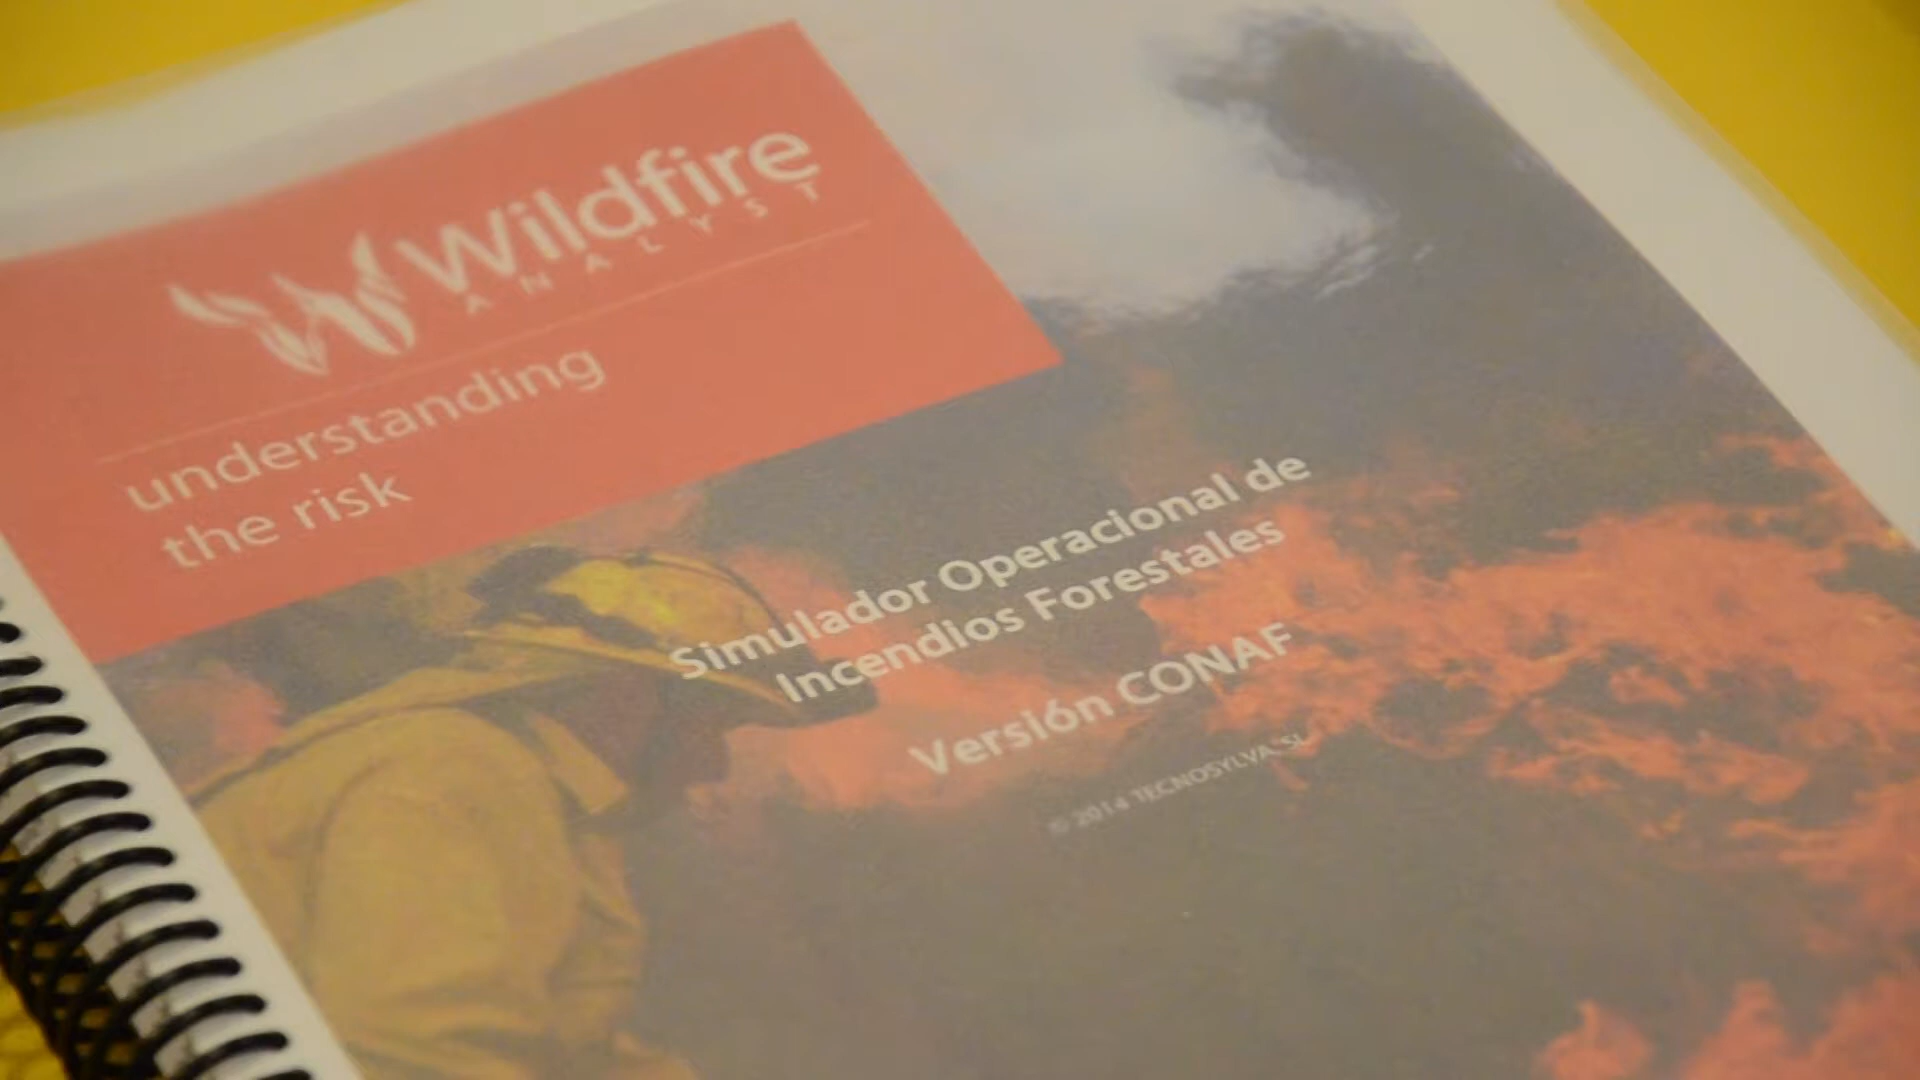 Wildfire
ANALYST
understanding
the risk
Simulador Operacional de
Incendios Forestales
Versión CONAF
© 2014 TECNOSYLVA, SL